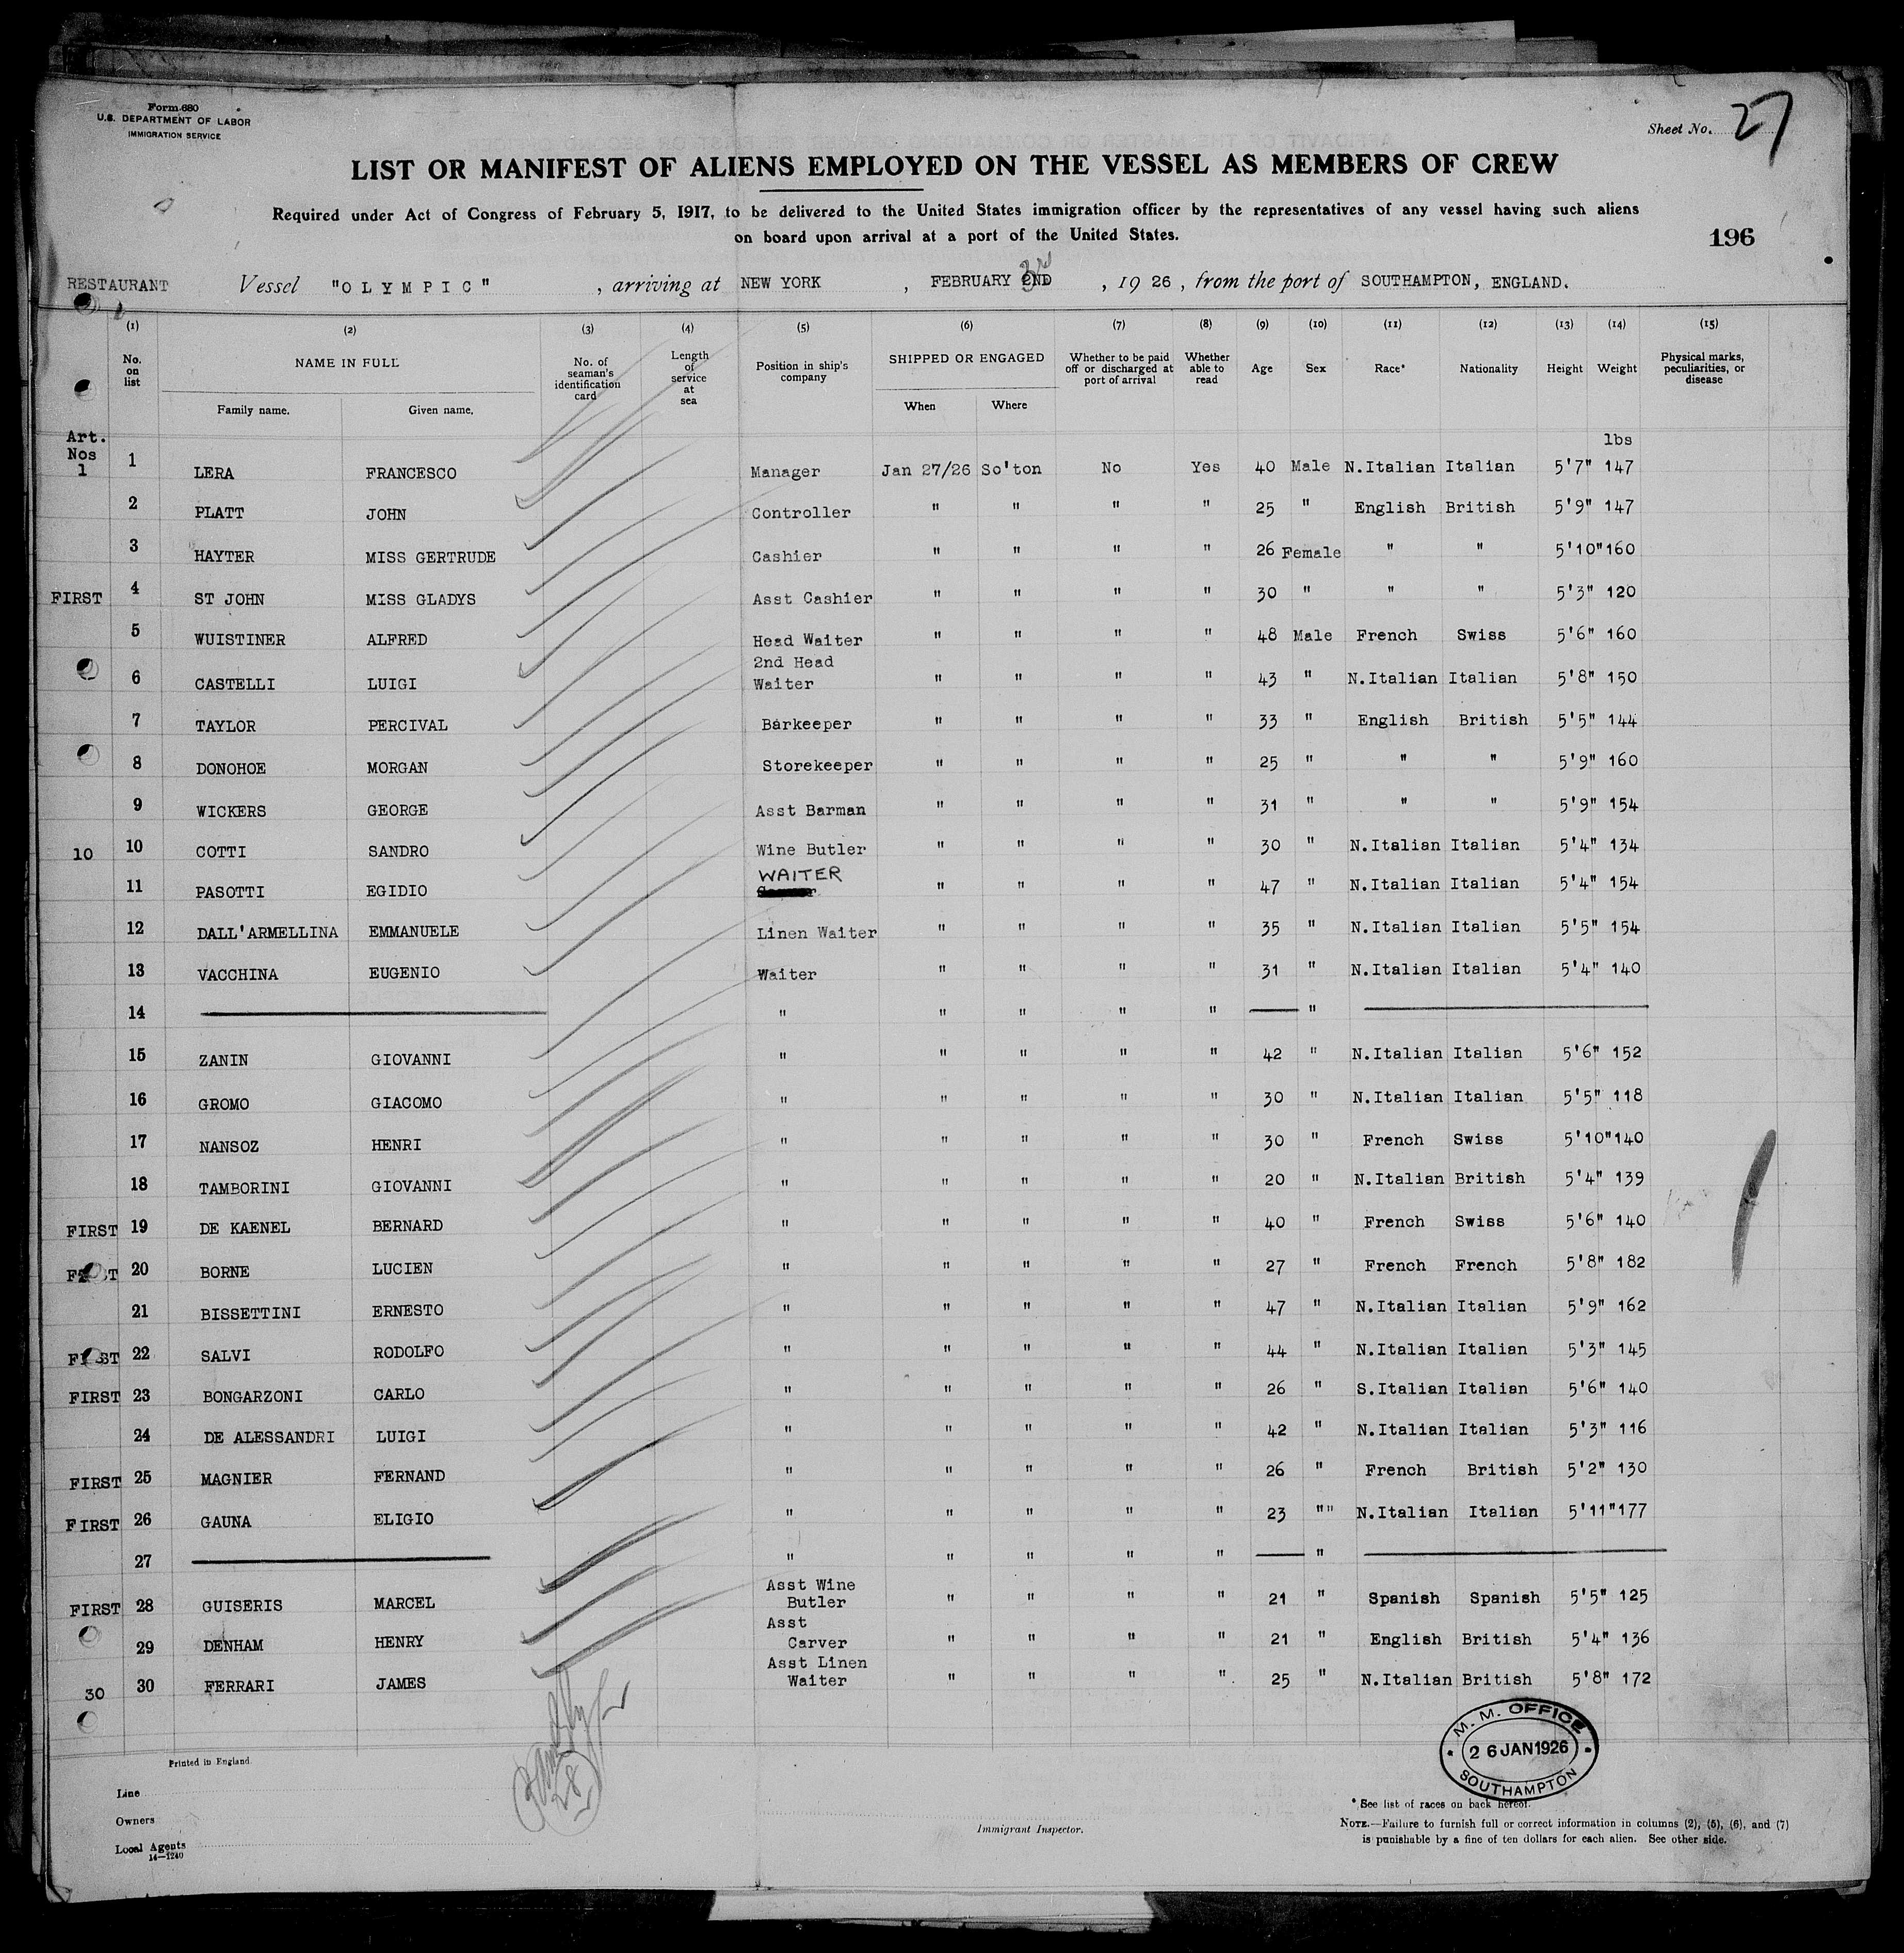 Form 680
U.S. DEPARTMENT OF LABOR
IMMIGRATION SERVICE
Sheet No. 27
LIST OR MANIFEST OF ALIENS EMPLOYED ON THE VESSEL AS MEMBERS OF CREW
Required under Act of Congress of February 5, 1917, to be delivered to the United States immigration officer by the representatives of any vessel having such aliens
on board upon arrival at a port of the United States.
196
RESTAURANT Vessel "OLYMPIC" , arriving at NEW YORK , FEBRUARY 2ND 3rd , 19 26 , from the port of SOUTHAMPTON, ENGLAND.
(1) (2) (3) (4) (5) (6) (7) (8) (9) (10) (11) (12) (13) (14) (15)
No. on list NAME IN FULL Family name. Given name. No. of seaman's identification card Length of service at sea Position in ship's company SHIPPED OR ENGAGED When Where Whether to be paid off or discharged at port of arrival Whether able to read Age Sex Race* Nationality Height Weight Physical marks, peculiarities, or disease
Art. Nos lbs
1 1 LERA FRANCESCO Manager Jan 27/26 So'ton No Yes 40 Male N.Italian Italian 5'7" 147
2 PLATT JOHN Controller " " " " 25 " English British 5'9" 147
3 HAYTER MISS GERTRUDE Cashier " " " " 26 Female " " 5'10" 160
FIRST 4 ST JOHN MISS GLADYS Asst Cashier " " " " 30 " " " 5'3" 120
5 WUISTINER ALFRED Head Waiter " " " " 48 Male French Swiss 5'6" 160
6 CASTELLI LUIGI 2nd Head Waiter " " " " 43 " N.Italian Italian 5'8" 150
7 TAYLOR PERCIVAL Barkeeper " " " " 33 " English British 5'5" 144
8 DONOHOE MORGAN Storekeeper " " " " 25 " " " 5'9" 160
9 WICKERS GEORGE Asst Barman " " " " 31 " " " 5'9" 154
10 10 COTTI SANDRO Wine Butler " " " " 30 " N.Italian Italian 5'4" 134
11 PASOTTI EGIDIO WAITER " " " " 47 " N.Italian Italian 5'4" 154
12 DALL'ARMELLINA EMMANUELE Linen Waiter " " " " 35 " N.Italian Italian 5'5" 154
13 VACCHINA EUGENIO Waiter " " " " 31 " N.Italian Italian 5'4" 140
14 " " " " " "
15 ZANIN GIOVANNI " " " " " 42 " N.Italian Italian 5'6" 152
16 GROMO GIACOMO " " " " " 30 " N.Italian Italian 5'5" 118
17 NANSOZ HENRI " " " " " 30 " French Swiss 5'10" 140
18 TAMBORINI GIOVANNI " " " " " 20 " N.Italian British 5'4" 139
FIRST 19 DE KAENEL BERNARD " " " " " 40 " French Swiss 5'6" 140
FIRST 20 BORNE LUCIEN " " " " " 27 " French French 5'8" 182
21 BISSETTINI ERNESTO " " " " " 47 " N.Italian Italian 5'9" 162
FIRST 22 SALVI RODOLFO " " " " " 44 " N.Italian Italian 5'3" 145
FIRST 23 BONGARZONI CARLO " " " " " 26 " S.Italian Italian 5'6" 140
24 DE ALESSANDRI LUIGI " " " " " 42 " N.Italian Italian 5'3" 116
FIRST 25 MAGNIER FERNAND " " " " " 26 " French British 5'2" 130
FIRST 26 GAUNA ELIGIO " " " " " 23 "" N.Italian Italian 5'11" 177
27 " " " " " "
FIRST 28 GUISERIS MARCEL Asst Wine Butler " " " " 21 " Spanish Spanish 5'5" 125
29 DENHAM HENRY Asst Carver " " " " 21 " English British 5'4" 136
30 30 FERRARI JAMES Asst Linen Waiter " " " " 25 " N.Italian British 5'8" 172
M. M. OFFICE
26 JAN 1926
SOUTHAMPTON
Printed in England
28
Line
Owners
Local Agents
14—1240
Immigrant Inspector.
* See list of races on back hereof.
NOTE.—Failure to furnish full or correct information in columns (2), (5), (6), and (7)
is punishable by a fine of ten dollars for each alien. See other side.